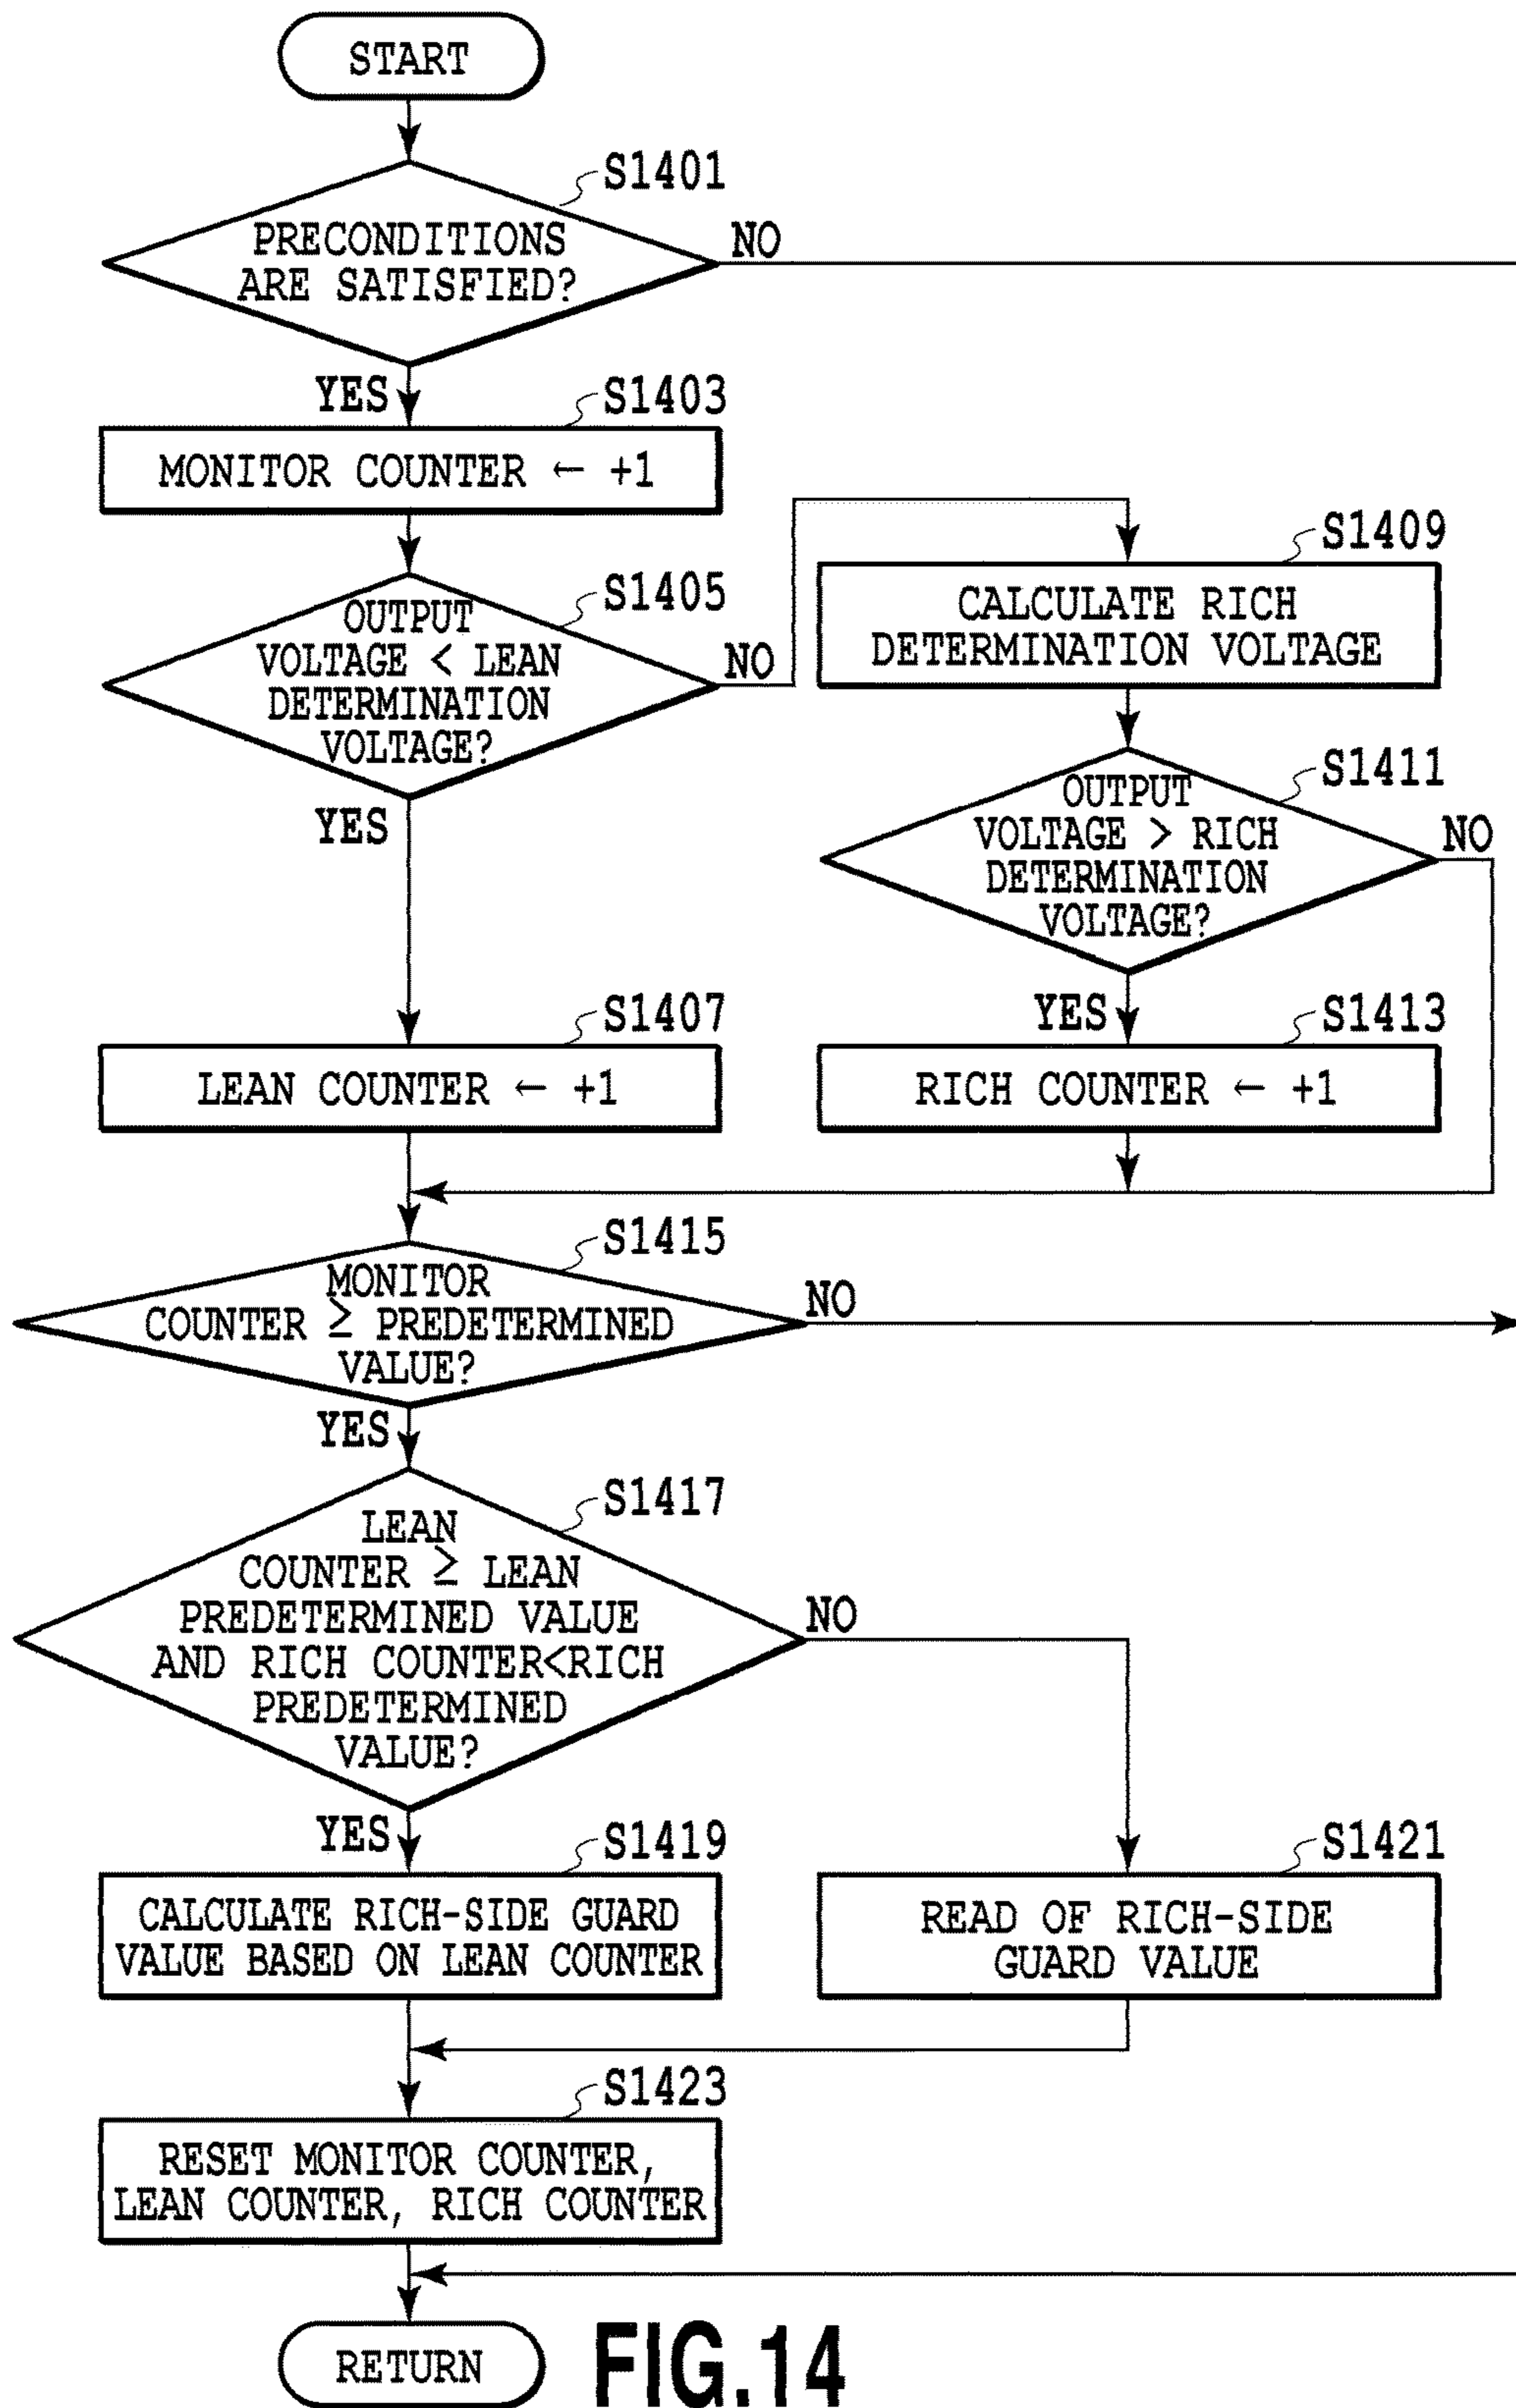 START
S1401
PRECONDITIONS
ARE SATISFIED?
NO
YES
S1403
MONITOR COUNTER ← +1
S1405
OUTPUT
VOLTAGE < LEAN
DETERMINATION
VOLTAGE?
NO
YES
S1409
CALCULATE RICH
DETERMINATION VOLTAGE
S1411
OUTPUT
VOLTAGE > RICH
DETERMINATION
VOLTAGE?
NO
YES
S1407
LEAN COUNTER ← +1
S1413
RICH COUNTER ← +1
S1415
MONITOR
COUNTER ≥ PREDETERMINED
VALUE?
NO
YES
S1417
LEAN
COUNTER ≥ LEAN
PREDETERMINED VALUE
AND RICH COUNTER<RICH
PREDETERMINED
VALUE?
NO
YES
S1419
CALCULATE RICH-SIDE GUARD
VALUE BASED ON LEAN COUNTER
S1421
READ OF RICH-SIDE
GUARD VALUE
S1423
RESET MONITOR COUNTER,
LEAN COUNTER, RICH COUNTER
RETURN
FIG.14